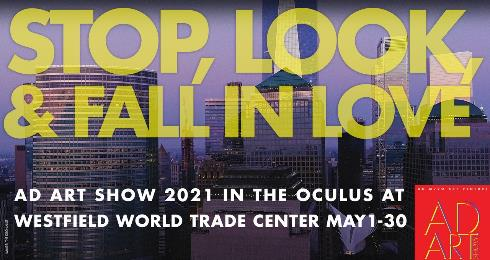 STOP, LOOK,
& FALL IN LOVE
AD ART SHOW 2021 IN THE OCULUS AT
WESTFIELD WORLD TRADE CENTER MAY 1-30
AD
ART
SHOW